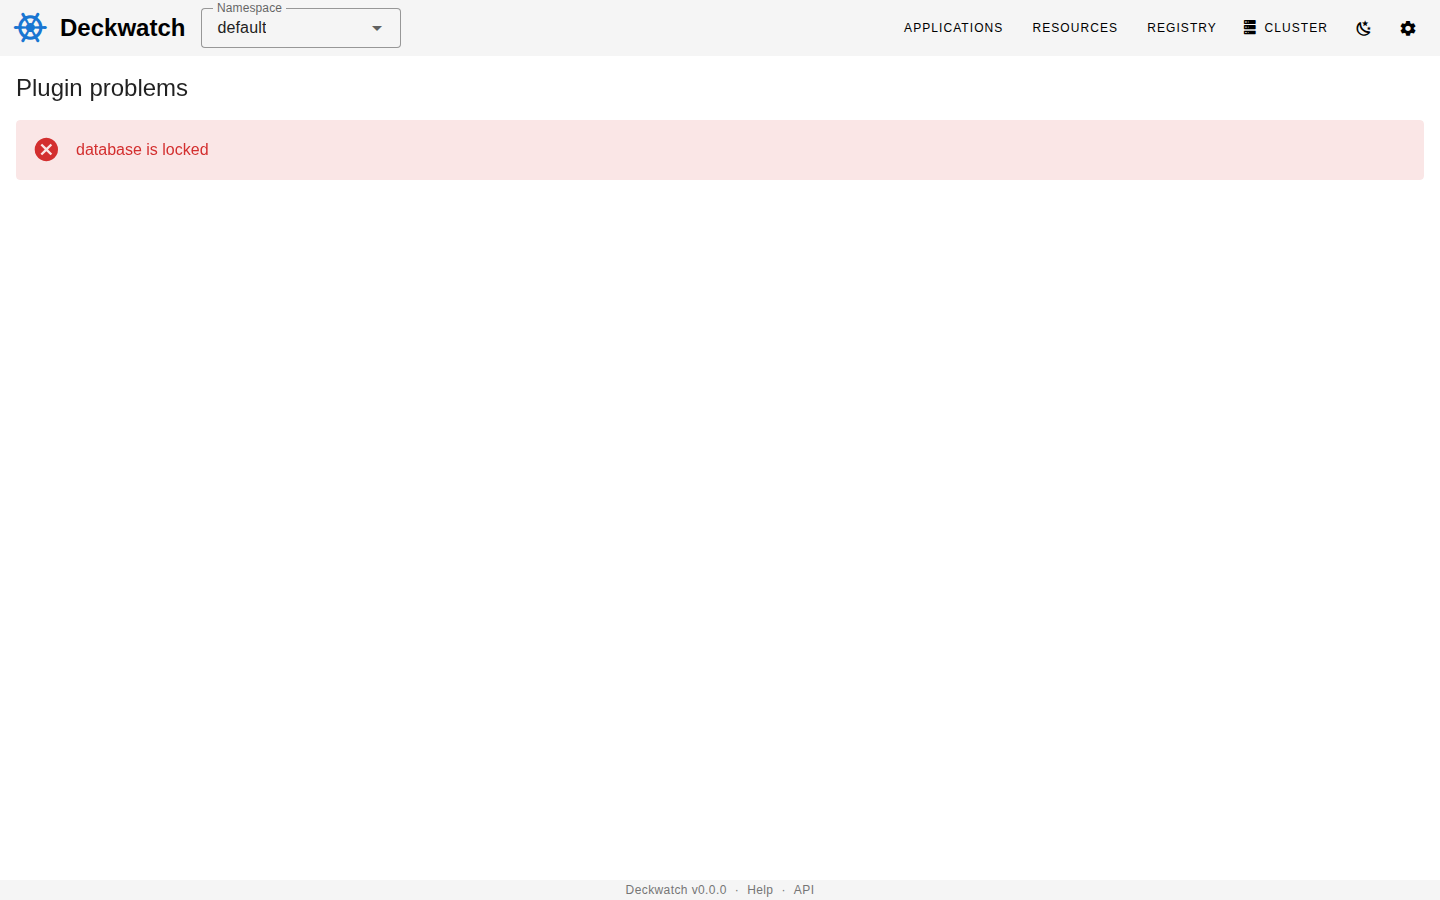 Deckwatch
Namespace
default
APPLICATIONS
RESOURCES
REGISTRY
CLUSTER
Plugin problems
database is locked
Deckwatch v0.0.0 · Help · API